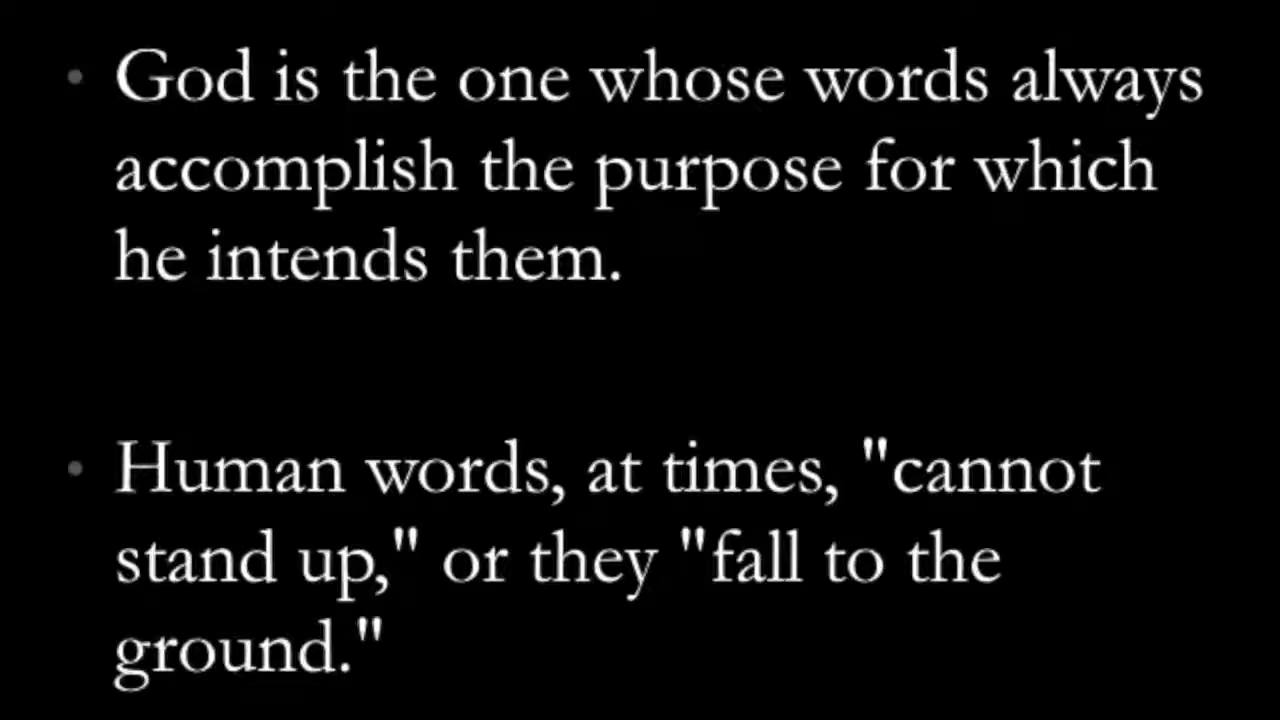 • God is the one whose words always
accomplish the purpose for which
he intends them.
• Human words, at times, "cannot
stand up," or they "fall to the
ground."